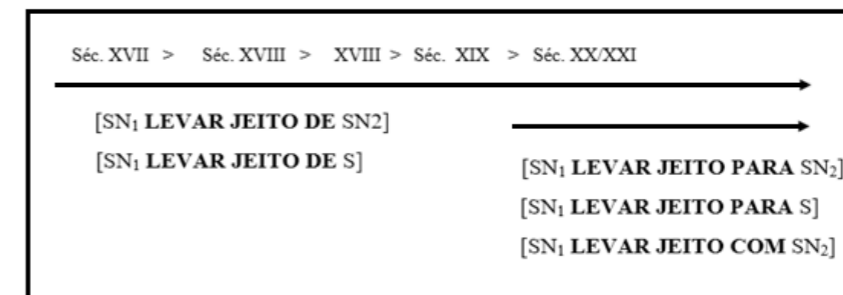 Séc. XVII > Séc. XVIII > XVIII > Séc. XIX > Séc. XX/XXI
[SN₁ LEVAR JEITO DE SN2]
[SN₁ LEVAR JEITO DE S]
[SN₁ LEVAR JEITO PARA SN₂]
[SN₁ LEVAR JEITO PARA S]
[SN₁ LEVAR JEITO COM SN₂]